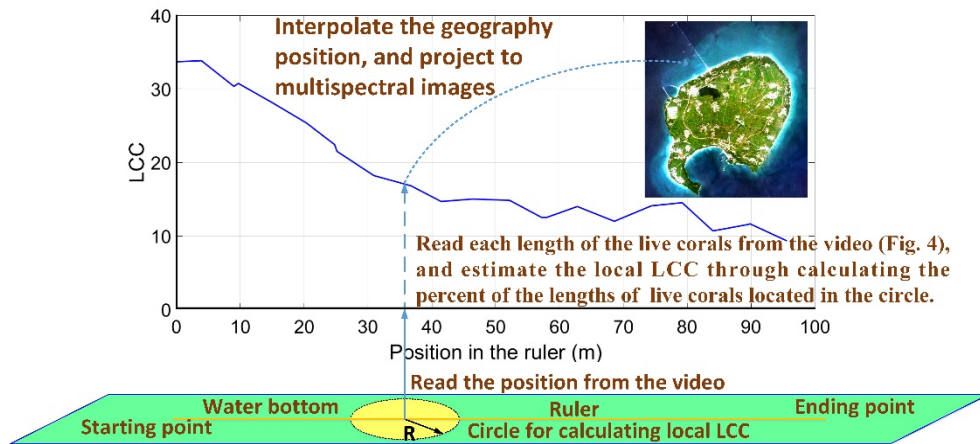 40
30
20
10
0
LCC
Interpolate the geography
position, and project to
multispectral images
Read each length of the live corals from the video (Fig. 4),
and estimate the local LCC through calculating the
percent of the lengths of live corals located in the circle.
0 10 20 30 40 50 60 70 80 90 100
Position in the ruler (m)
Read the position from the video
Water bottom Ruler Ending point
Starting point R Circle for calculating local LCC